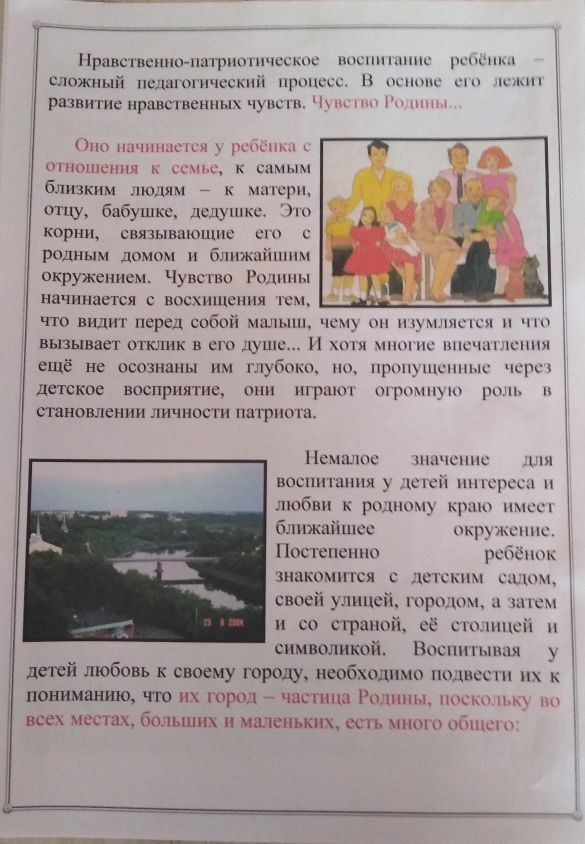 Нравственно-патриотическое воспитание ребёнка –
сложный педагогический процесс. В основе его лежит
развитие нравственных чувств. Чувство Родины...
Оно начинается у ребёнка с
отношения к семье, к самым
близким людям – к матери,
отцу, бабушке, дедушке. Это
корни, связывающие его с
родным домом и ближайшим
окружением. Чувство Родины
начинается с восхищения тем,
что видит перед собой малыш, чему он изумляется и что
вызывает отклик в его душе... И хотя многие впечатления
ещё не осознаны им глубоко, но, пропущенные через
детское восприятие, они играют огромную роль в
становлении личности патриота.
Немалое значение для
воспитания у детей интереса и
любви к родному краю имеет
ближайшее окружение.
Постепенно ребёнок
знакомится с детским садом,
своей улицей, городом, а затем
и со страной, её столицей и
символикой. Воспитывая у
детей любовь к своему городу, необходимо подвести их к
пониманию, что их город – частица Родины, поскольку во
всех местах, больших и маленьких, есть много общего:
25 8 2004